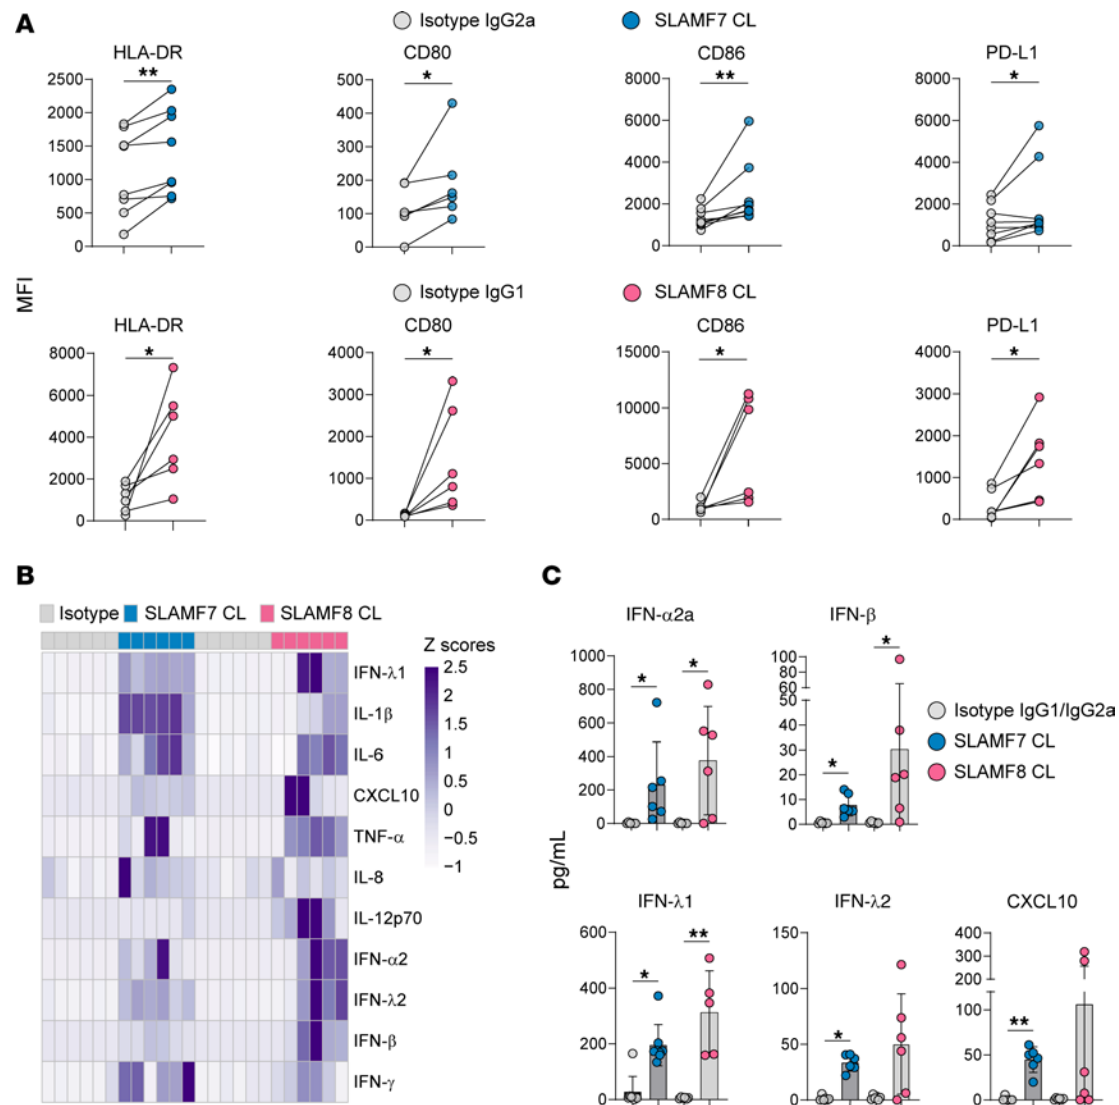 A
Isotype IgG2a SLAMF7 CL
HLA-DR CD80 CD86 PD-L1
** * ** *
2500 2000 1500 1000 500 0
500 400 300 200 100 0
8000 6000 4000 2000 0
8000 6000 4000 2000 0
MFI
Isotype IgG1 SLAMF8 CL
HLA-DR CD80 CD86 PD-L1
* * * *
8000 6000 4000 2000 0
4000 3000 2000 1000 0
15000 10000 5000 0
4000 3000 2000 1000 0
B
Isotype SLAMF7 CL SLAMF8 CL
Z scores
2.5
2
1.5
1
0.5
0
−0.5
−1
IFN-λ1
IL-1β
IL-6
CXCL10
TNF-α
IL-8
IL-12p70
IFN-α2
IFN-λ2
IFN-β
IFN-γ
C
pg/mL
IFN-α2a IFN-β
* * * *
1000 800 600 400 200 0
100 80 60 50 40 30 20 10 0
Isotype IgG1/IgG2a
SLAMF7 CL
SLAMF8 CL
IFN-λ1 IFN-λ2 CXCL10
* ** * **
600 400 200 0
150 100 50 0
400 300 200 100 50 0